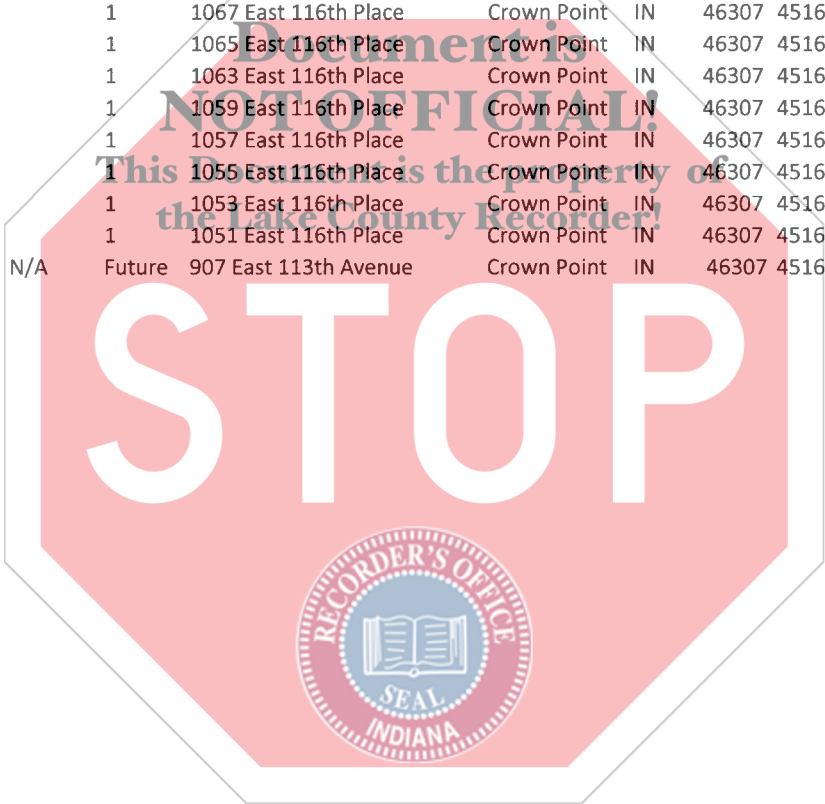 1 1067 East 116th Place Crown Point IN 46307 4516
Document is
1 1065 East 116th Place Crown Point IN 46307 4516
1 1063 East 116th Place Crown Point IN 46307 4516
NOT OFFICIAL!
1 1059 East 116th Place Crown Point IN 46307 4516
1 1057 East 116th Place Crown Point IN 46307 4516
This Document is the property of
1 1055 East 116th Place Crown Point IN 46307 4516
1 1053 East 116th Place Crown Point IN 46307 4516
the Lake County Recorder!
1 1051 East 116th Place Crown Point IN 46307 4516
N/A Future 907 East 113th Avenue Crown Point IN 46307 4516
STOP
RECORDER'S OFFICE
SEAL
INDIANA